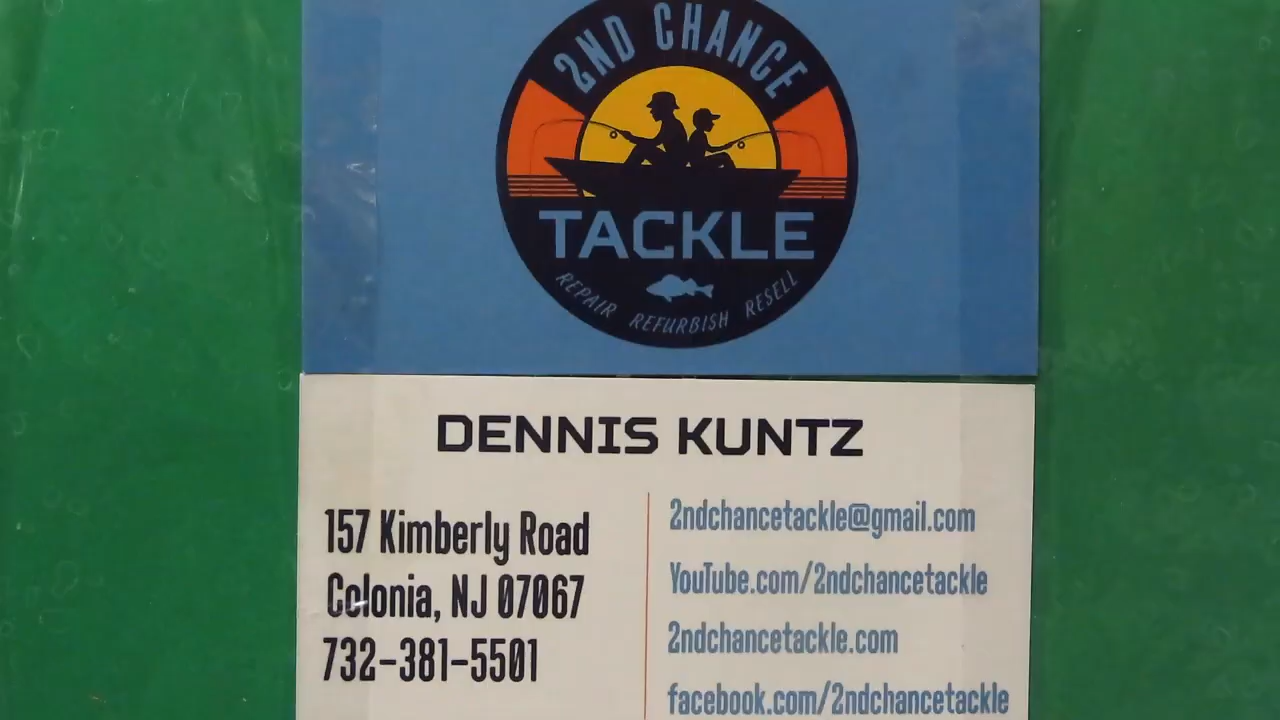 2ND CHANCE
TACKLE
REPAIR REFURBISH RESELL
DENNIS KUNTZ
157 Kimberly Road
Colonia, NJ 07067
732-381-5501
2ndchancetackle@gmail.com
YouTube.com/2ndchancetackle
2ndchancetackle.com
facebook.com/2ndchancetackle